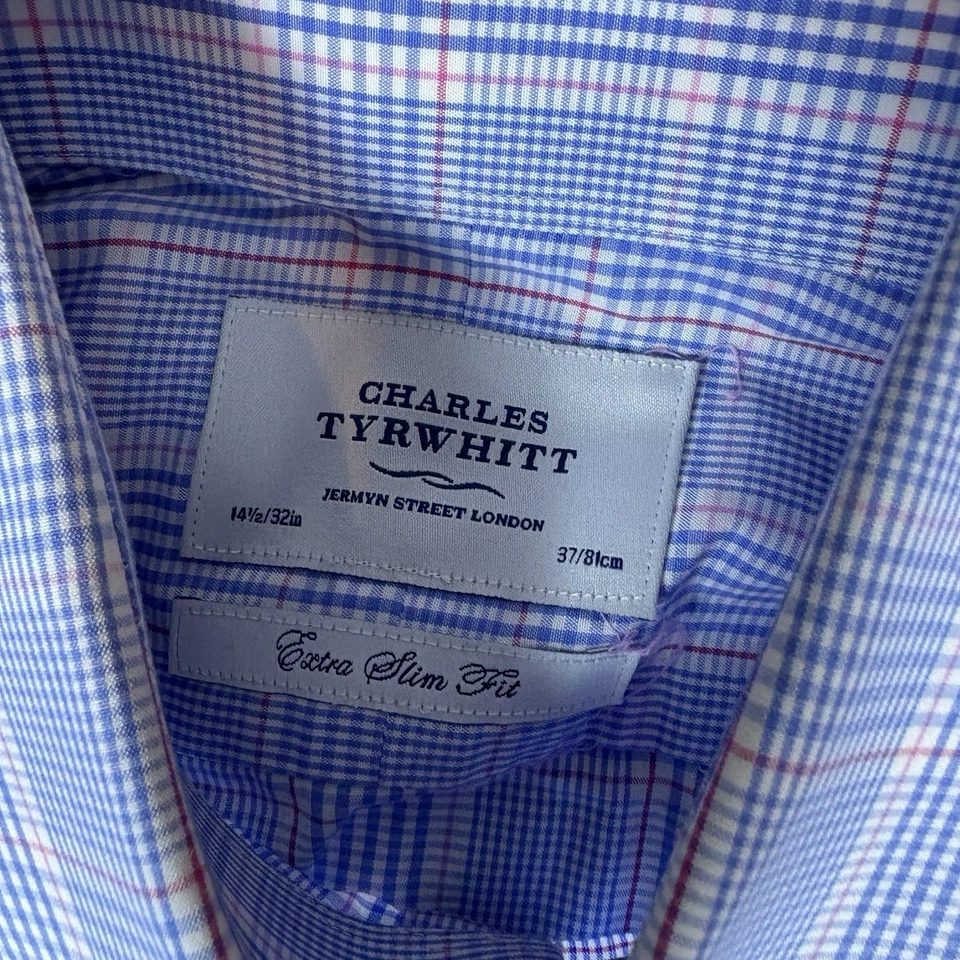 CHARLES
TYRWHITT
JERMYN STREET LONDON
14½/32in
37/81cm
Extra Slim Fit